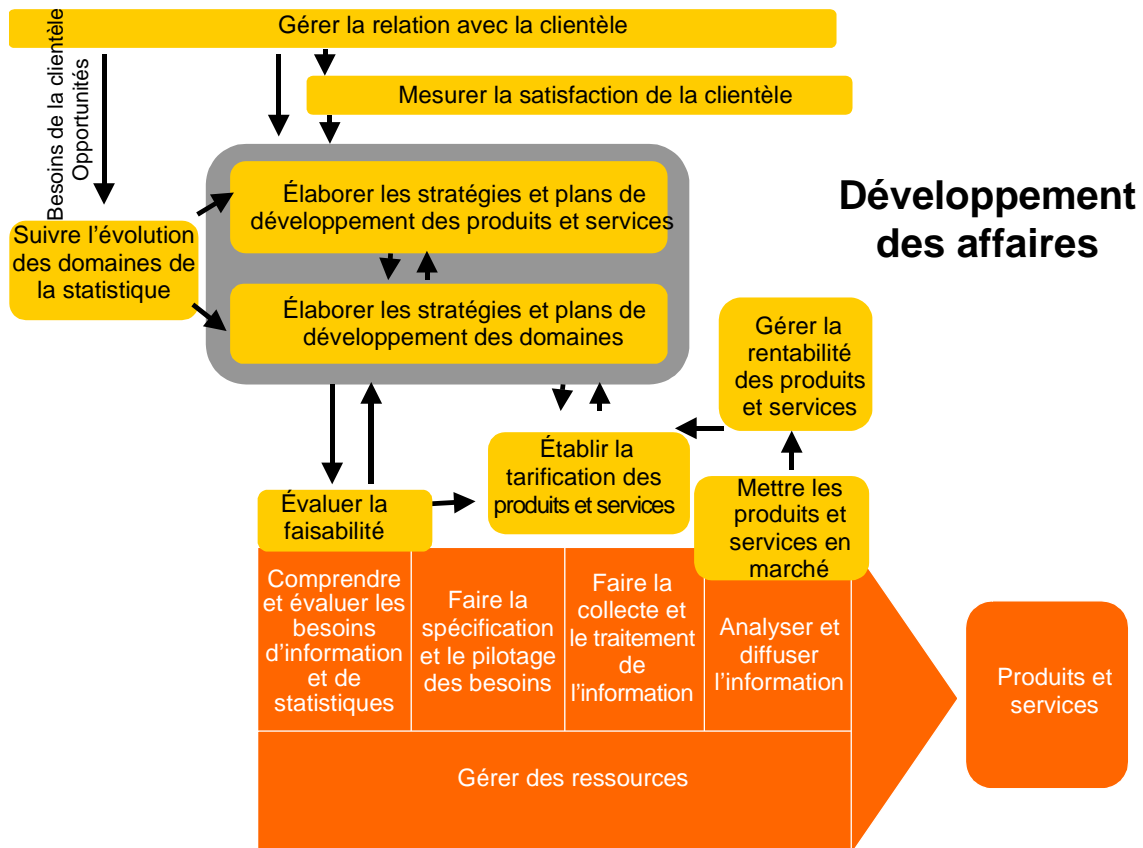 Gérer la relation avec la clientèle
Besoins de la clientèle
Opportunités
Mesurer la satisfaction de la clientèle
Développement
des affaires
Élaborer les stratégies et plans de
développement des produits et services
Suivre l’évolution
des domaines de
la statistique
Élaborer les stratégies et plans de
développement des domaines
Gérer la
rentabilité
des produits
et services
Établir la
tarification des
produits et services
Évaluer la
faisabilité
Mettre les
produits et
services en
marché
Comprendre
et évaluer les
besoins
d’information
et de
statistiques
Faire la
spécification
et le pilotage
des besoins
Faire la
collecte et
le traitement
de
l’information
Analyser et
diffuser
l’information
Produits et
services
Gérer des ressources